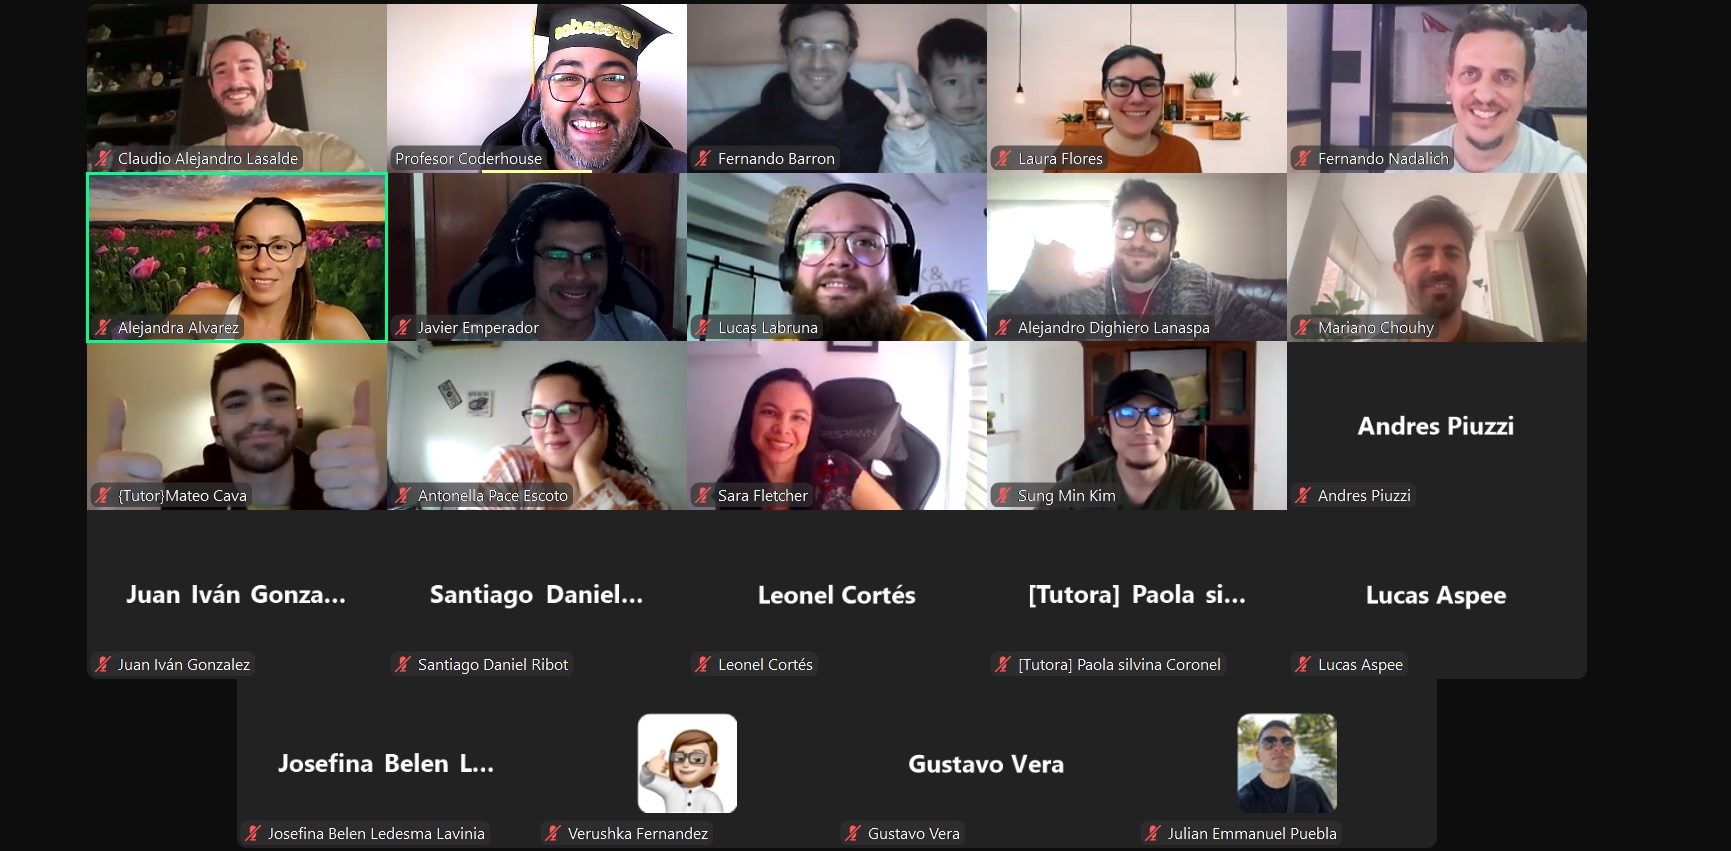 Egresados
Claudio Alejandro Lasalde
Profesor Coderhouse
Fernando Barron
Laura Flores
Fernando Nadalich
Alejandra Alvarez
Javier Emperador
Lucas Labruna
Alejandro Dighiero Lanaspa
Mariano Chouhy
{Tutor}Mateo Cava
Antonella Pace Escoto
Sara Fletcher
Sung Min Kim
Andres Piuzzi
Andres Piuzzi
Juan Iván Gonza...
Santiago Daniel...
Leonel Cortés
[Tutora] Paola si...
Lucas Aspee
Juan Iván Gonzalez
Santiago Daniel Ribot
Leonel Cortés
[Tutora] Paola silvina Coronel
Lucas Aspee
Josefina Belen L...
Gustavo Vera
Josefina Belen Ledesma Lavinia
Verushka Fernandez
Gustavo Vera
Julian Emmanuel Puebla